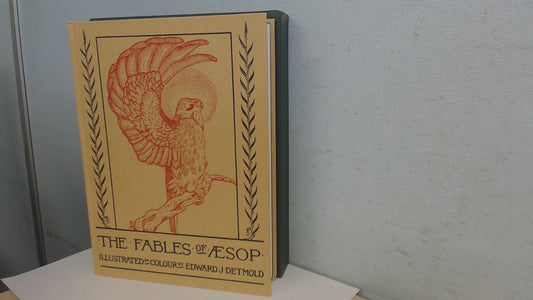 THE · FABLES · OF · ÆSOP ·
ILLUSTRATED IN COLOUR BY EDWARD J DETMOLD